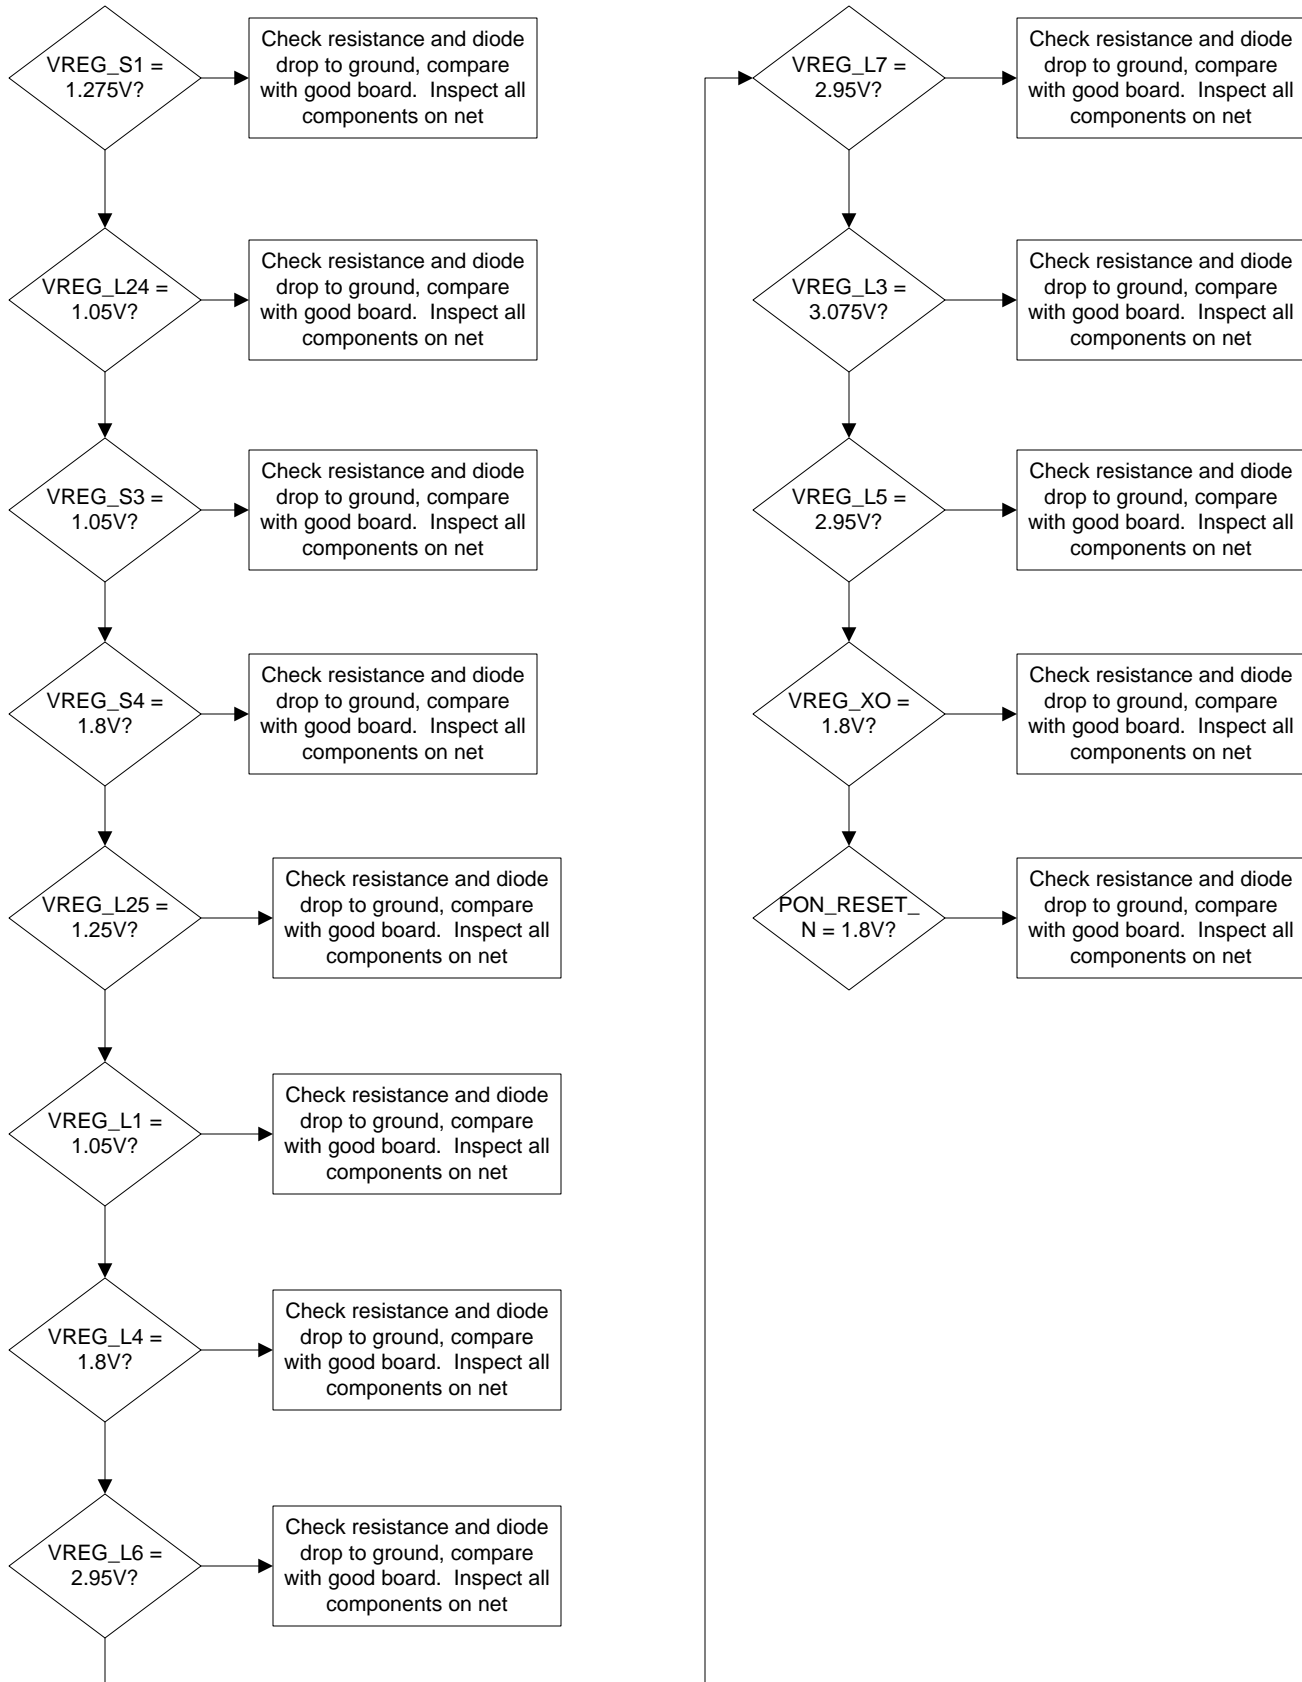 VREG_S1 =
1.275V?
Check resistance and diode
drop to ground, compare
with good board.  Inspect all
components on net
VREG_L24 =
1.05V?
Check resistance and diode
drop to ground, compare
with good board.  Inspect all
components on net
VREG_S3 =
1.05V?
Check resistance and diode
drop to ground, compare
with good board.  Inspect all
components on net
VREG_S4 =
1.8V?
Check resistance and diode
drop to ground, compare
with good board.  Inspect all
components on net
VREG_L25 =
1.25V?
Check resistance and diode
drop to ground, compare
with good board.  Inspect all
components on net
VREG_L1 =
1.05V?
Check resistance and diode
drop to ground, compare
with good board.  Inspect all
components on net
VREG_L4 =
1.8V?
Check resistance and diode
drop to ground, compare
with good board.  Inspect all
components on net
VREG_L6 =
2.95V?
Check resistance and diode
drop to ground, compare
with good board.  Inspect all
components on net
VREG_L7 =
2.95V?
Check resistance and diode
drop to ground, compare
with good board.  Inspect all
components on net
VREG_L3 =
3.075V?
Check resistance and diode
drop to ground, compare
with good board.  Inspect all
components on net
VREG_L5 =
2.95V?
Check resistance and diode
drop to ground, compare
with good board.  Inspect all
components on net
VREG_XO =
1.8V?
Check resistance and diode
drop to ground, compare
with good board.  Inspect all
components on net
PON_RESET_
N = 1.8V?
Check resistance and diode
drop to ground, compare
with good board.  Inspect all
components on net